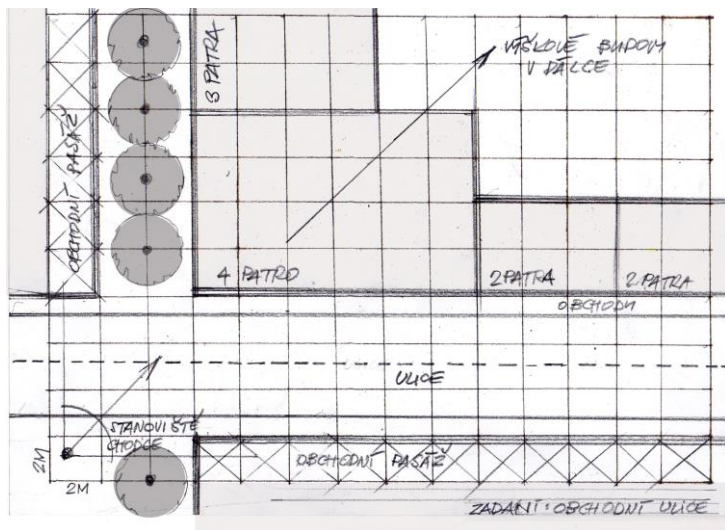 3 PATRA
VÝŠKOVÉ BUDOVY
V DÁLCE
OBCHODNÍ PASÁŽ
4 PATRO
2 PATRA
2 PATRA
OBCHODY
ULICE
STANOVIŠTĚ
CHODCE
2M
2M
OBCHODNÍ PASÁŽ
ZADÁNÍ: OBCHODNÍ ULICE